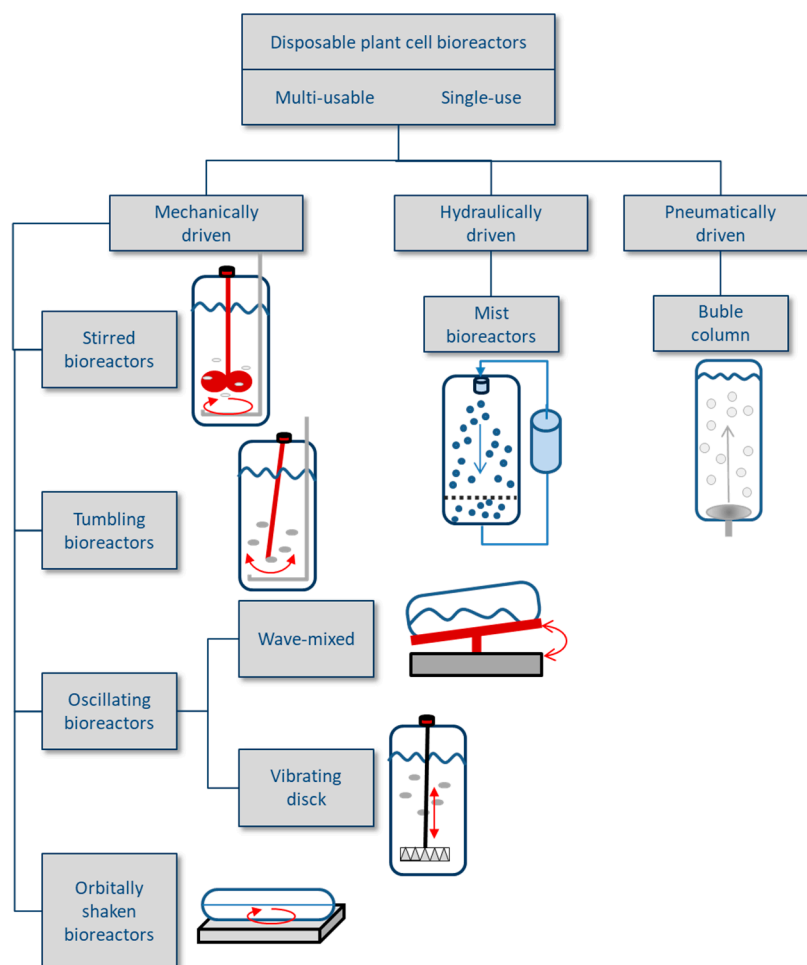 Disposable plant cell bioreactors
Multi-usable
Single-use
Mechanically
driven
Hydraulically
driven
Pneumatically
driven
Stirred
bioreactors
Mist
bioreactors
Buble
column
Tumbling
bioreactors
Wave-mixed
Oscillating
bioreactors
Vibrating
disck
Orbitally
shaken
bioreactors